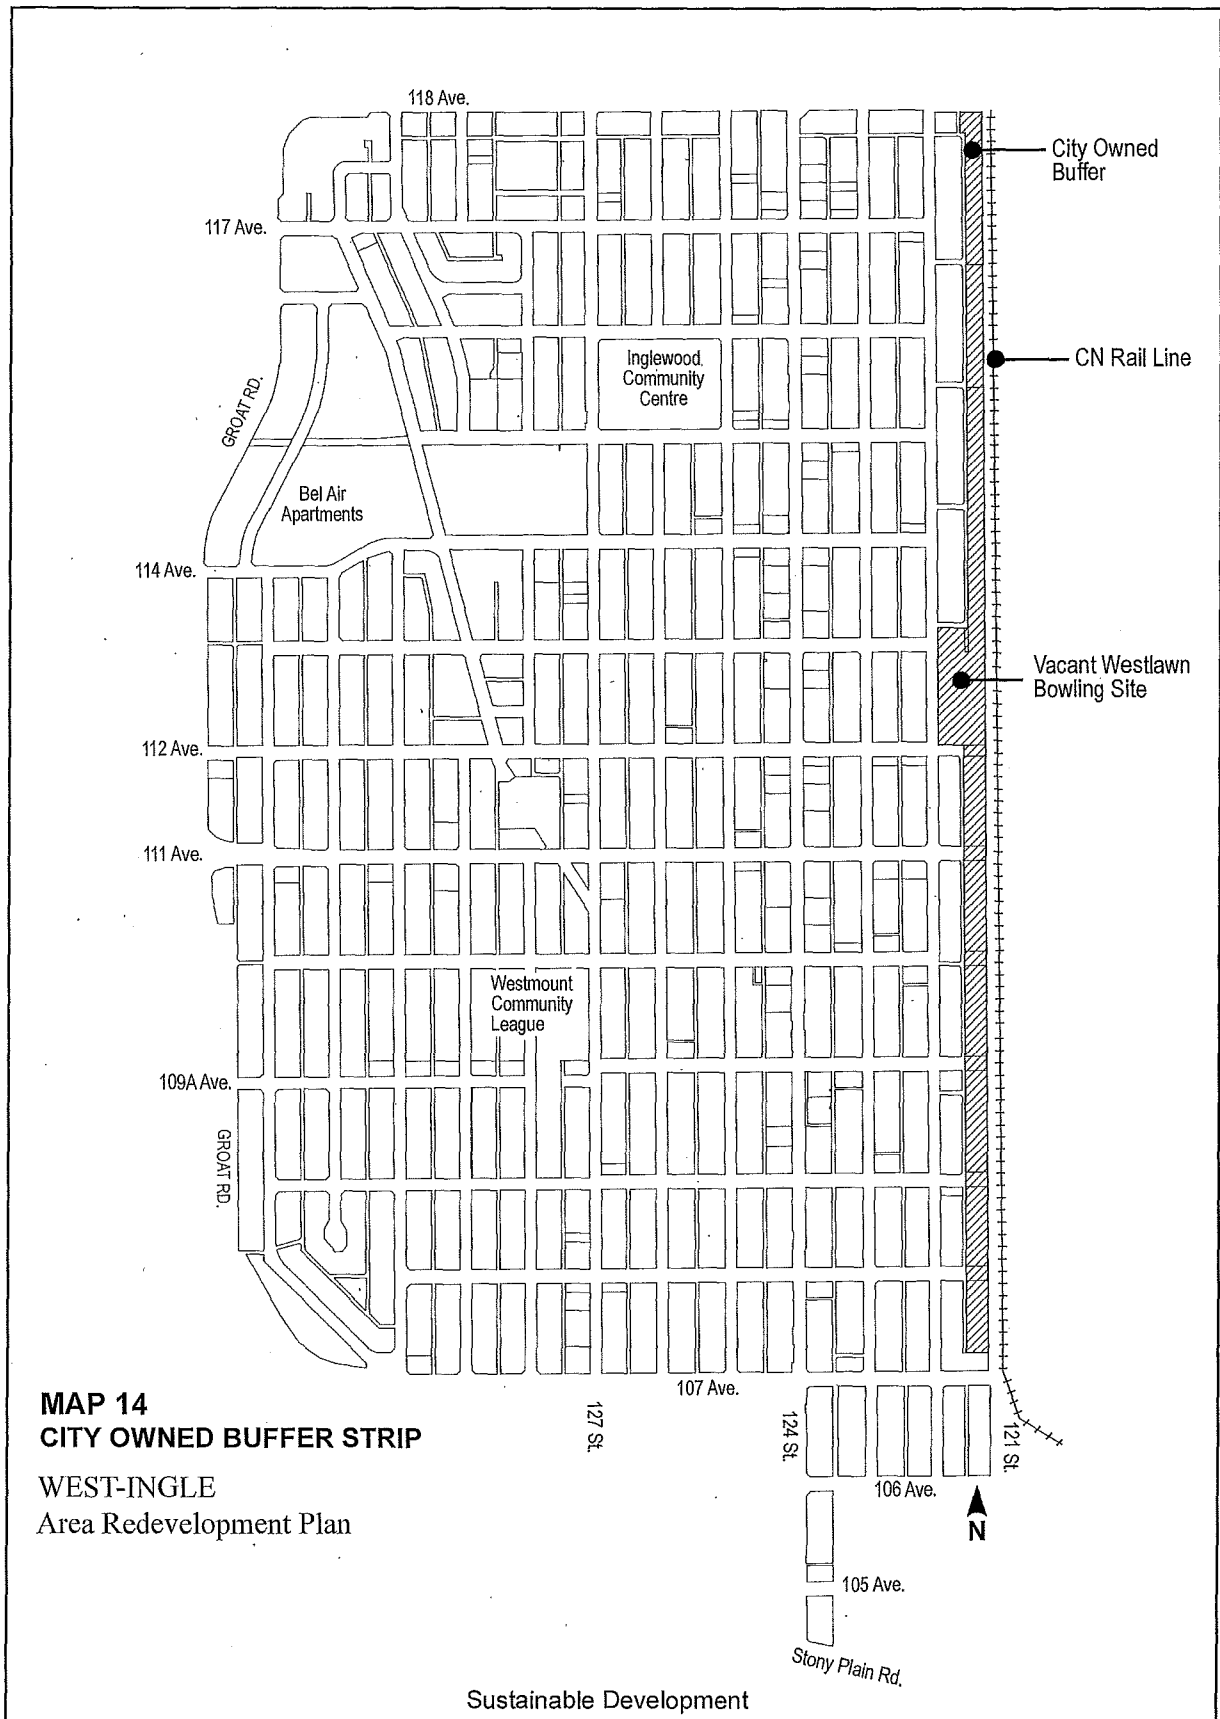 118 Ave.
City Owned
Buffer
117 Ave.
CN Rail Line
Inglewood
Community
Centre
GROAT RD.
Bel Air
Apartments
114 Ave.
Vacant Westlawn
Bowling Site
112 Ave.
111 Ave.
Westmount
Community
League
109A Ave.
GROAT RD.
107 Ave.
MAP 14
CITY OWNED BUFFER STRIP
127 St.
124 St.
121 St.
WEST-INGLE
Area Redevelopment Plan
106 Ave.
N
105 Ave.
Stony Plain Rd.
Sustainable Development